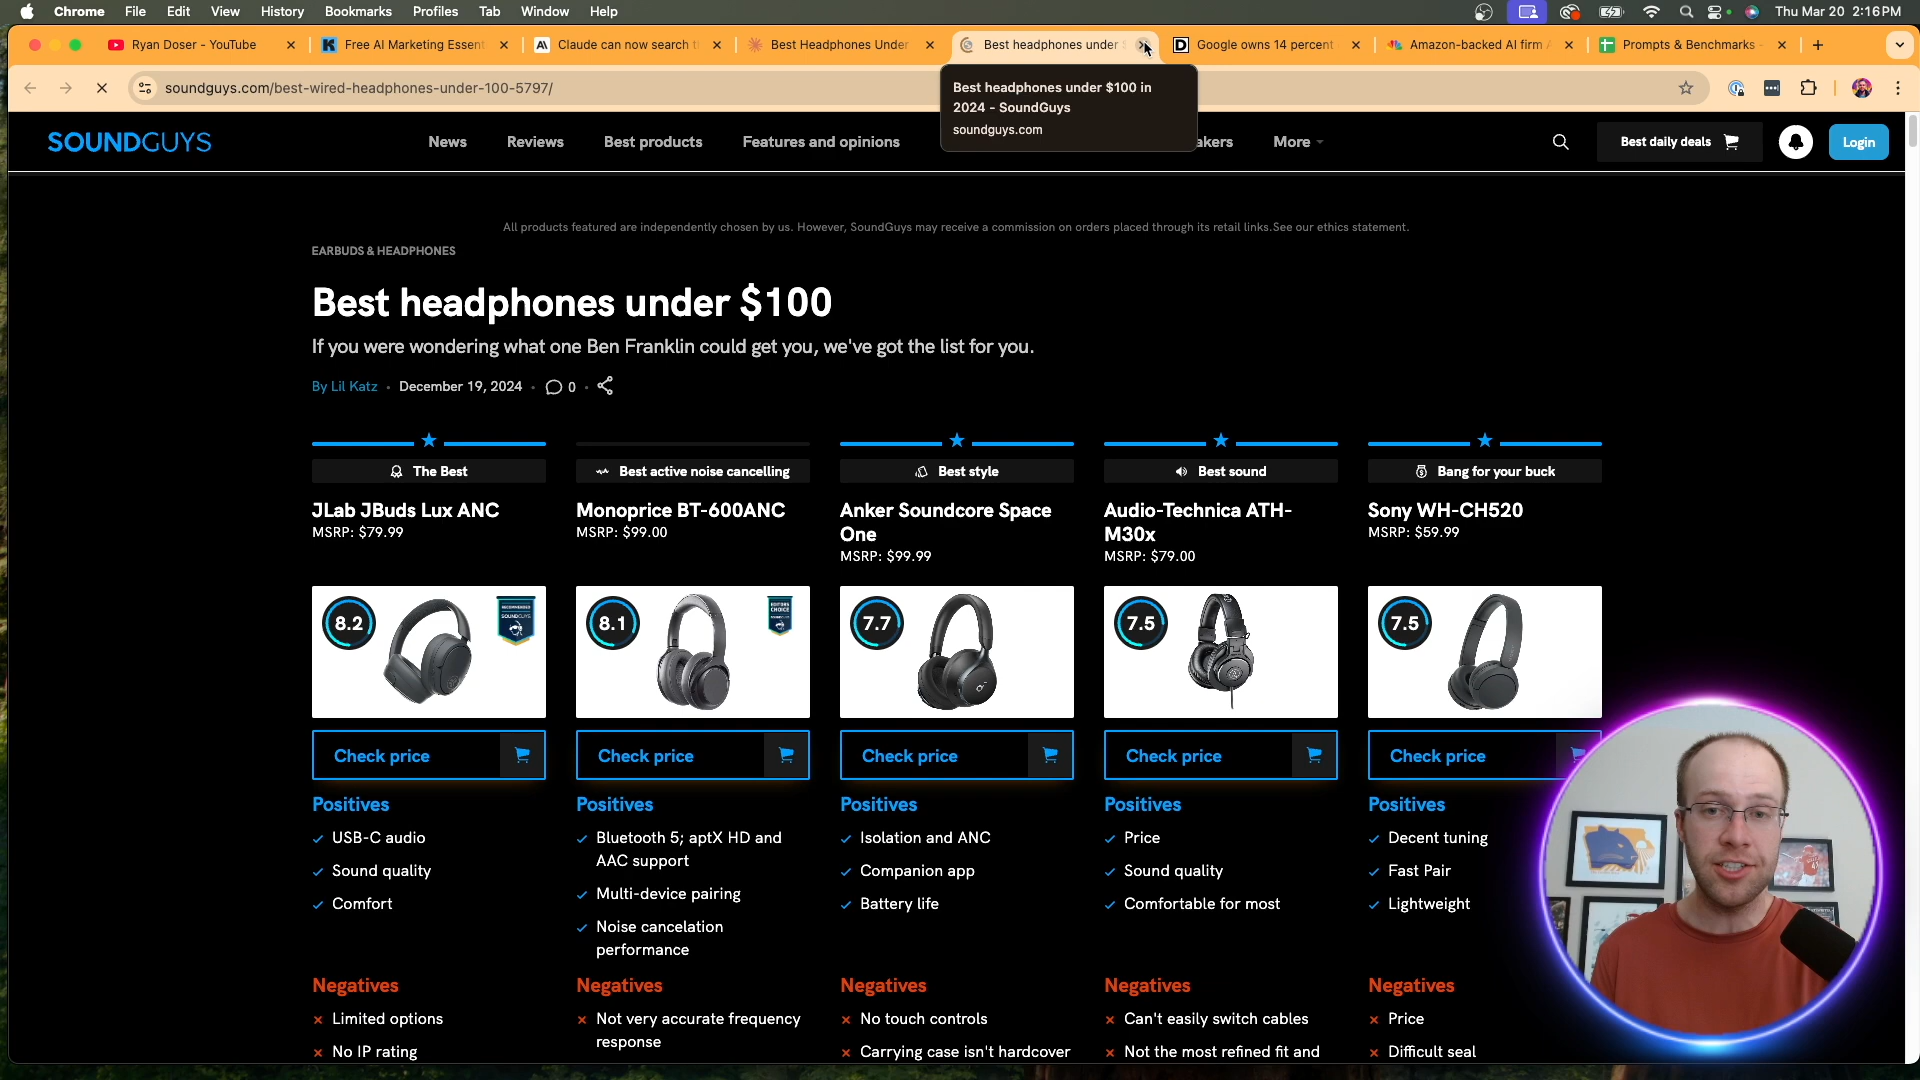 Chrome File Edit View History Bookmarks Profiles Tab Window Help Thu Mar 20 2:16 PM
Ryan Doser - YouTube Free AI Marketing Essent Claude can now search Best Headphones Under Best headphones under Google owns 14 percent Amazon-backed AI firm Prompts & Benchmarks -
soundguys.com/best-wired-headphones-under-100-5797/
Best headphones under $100 in
2024 - SoundGuys
soundguys.com
SOUNDGUYS News Reviews Best products Features and opinions akers More Best daily deals Login
All products featured are independently chosen by us. However, SoundGuys may receive a commission on orders placed through its retail links.See our ethics statement.
EARBUDS & HEADPHONES
Best headphones under $100
If you were wondering what one Ben Franklin could get you, we've got the list for you.
By Lil Katz • December 19, 2024 • 0 •
The Best
JLab JBuds Lux ANC
MSRP: $79.99
8.2
RECOMMENDED
SOUNDGUYS
Check price
Positives
USB-C audio
Sound quality
Comfort
Negatives
Limited options
No IP rating
Best active noise cancelling
Monoprice BT-600ANC
MSRP: $99.00
8.1
EDITORS
CHOICE
Check price
Positives
Bluetooth 5; aptX HD and
AAC support
Multi-device pairing
Noise cancelation
performance
Negatives
Not very accurate frequency
response
Best style
Anker Soundcore Space
One
MSRP: $99.99
7.7
Check price
Positives
Isolation and ANC
Companion app
Battery life
Negatives
No touch controls
Carrying case isn't hardcover
Best sound
Audio-Technica ATH-
M30x
MSRP: $79.00
7.5
Check price
Positives
Price
Sound quality
Comfortable for most
Negatives
Can't easily switch cables
Not the most refined fit and
Bang for your buck
Sony WH-CH520
MSRP: $59.99
7.5
Check price
Positives
Decent tuning
Fast Pair
Lightweight
Negatives
Price
Difficult seal